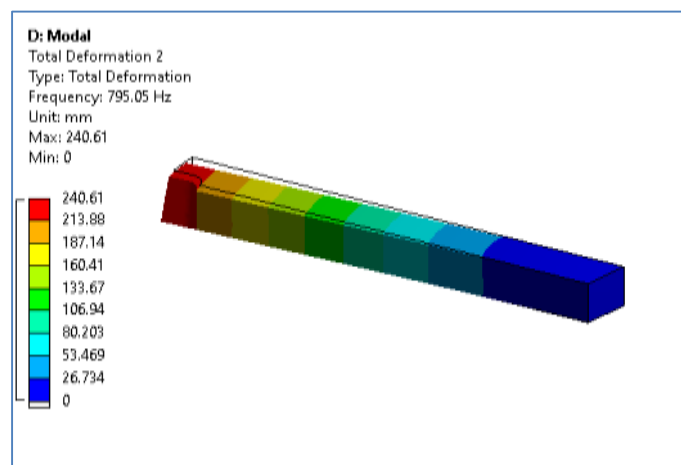 D: Modal
Total Deformation 2
Type: Total Deformation
Frequency: 795.05 Hz
Unit: mm
Max: 240.61
Min: 0
240.61
213.88
187.14
160.41
133.67
106.94
80.203
53.469
26.734
0